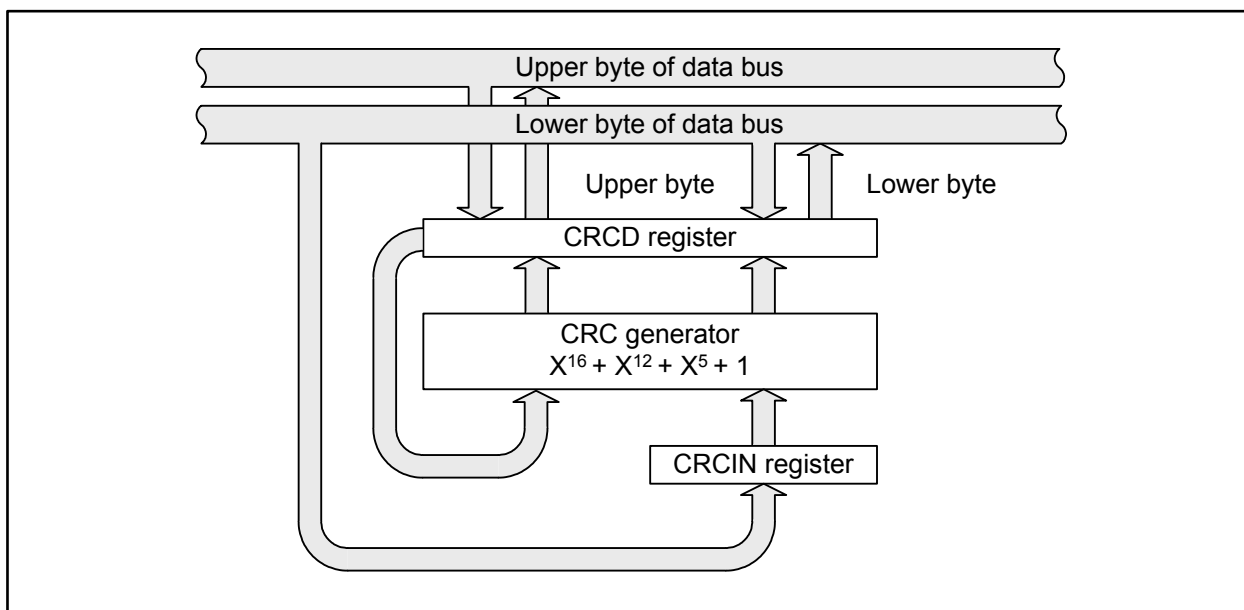 Upper byte of data bus
Lower byte of data bus
Upper byte
Lower byte
CRCD register
CRC generator
X¹⁶ + X¹² + X⁵ + 1
CRCIN register